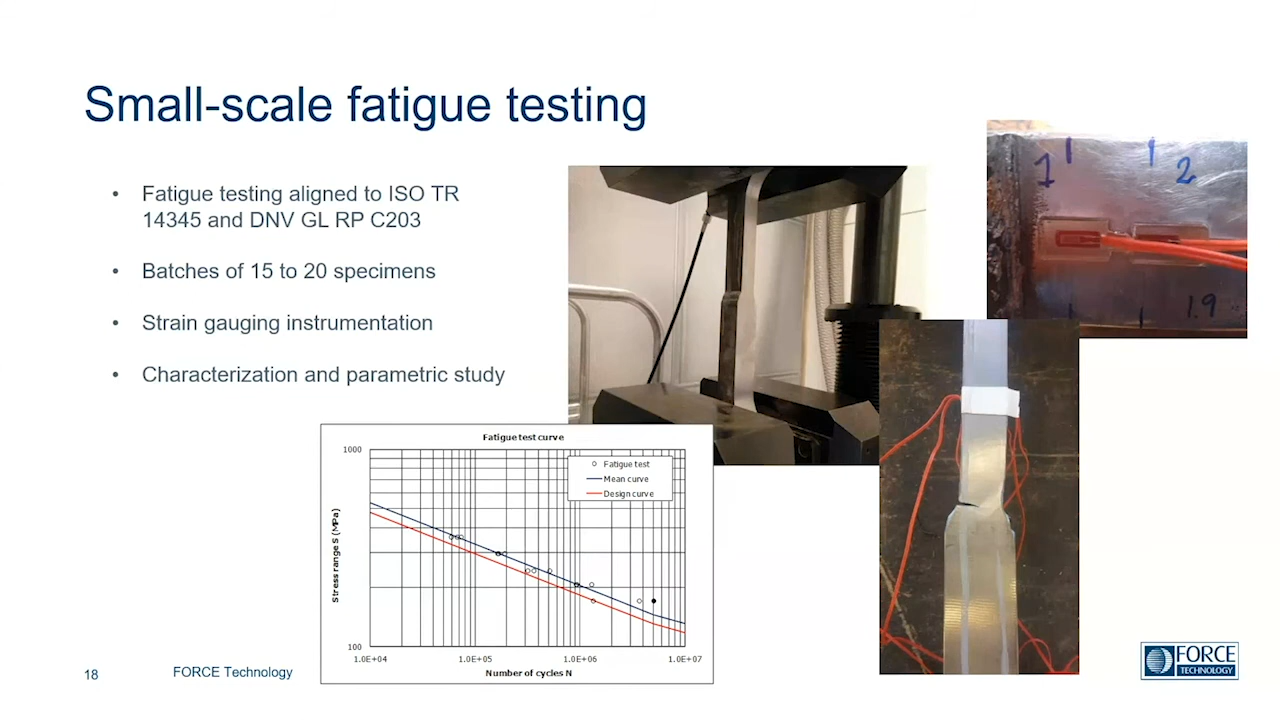 Small-scale fatigue testing
• Fatigue testing aligned to ISO TR
14345 and DNV GL RP C203
• Batches of 15 to 20 specimens
• Strain gauging instrumentation
• Characterization and parametric study
1
2
1.9
Fatigue test curve
1000
Fatigue test
Mean curve
Design curve
Stress range S (MPa)
100
1.0E+04 1.0E+05 1.0E+06 1.0E+07
Number of cycles N
18
FORCE Technology
FORCE
TECHNOLOGY